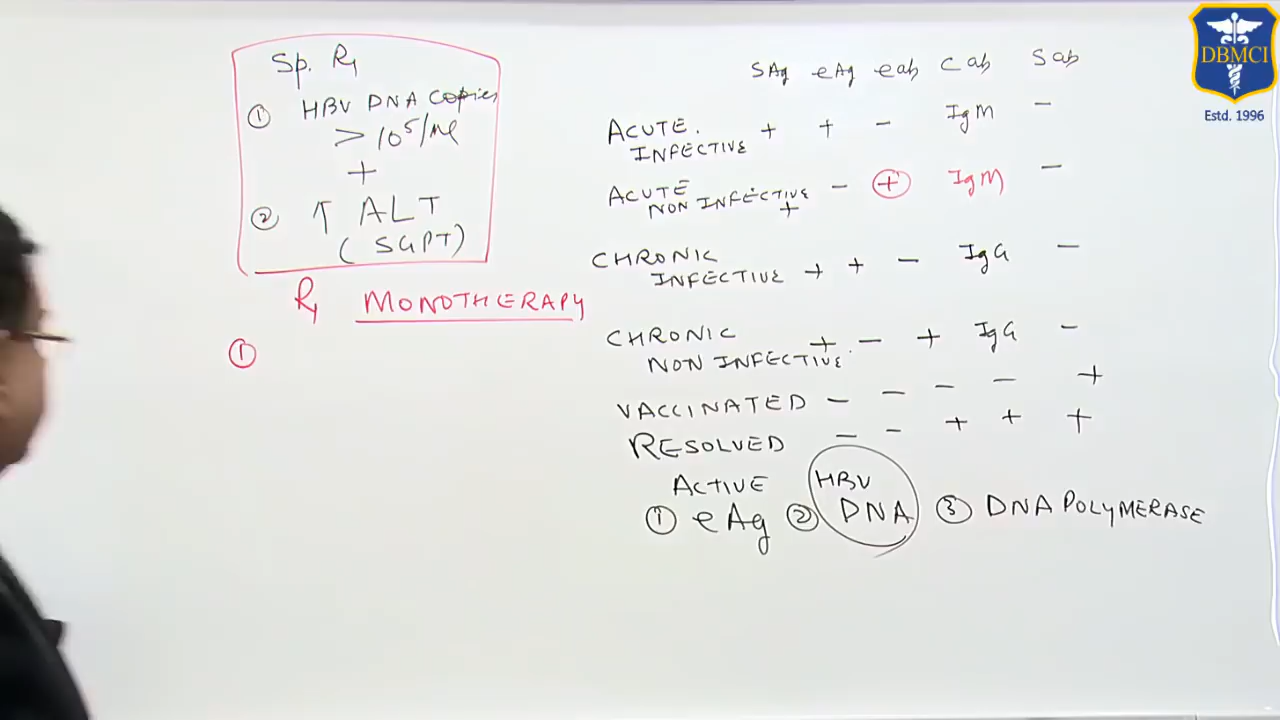 Sp. Rx
① HBV DNA copies
> 10⁵/ml
+
② ↑ ALT
(SGPT)
Rx MONOTHERAPY
①
SAg eAg eab Cab Sab
ACUTE INFECTIVE + + - IgM -
ACUTE NON INFECTIVE + - + IgM -
CHRONIC INFECTIVE + + - IgG -
CHRONIC NON INFECTIVE + - + IgG -
VACCINATED - - - - +
RESOLVED - - + + +
ACTIVE
① eAg ② HBV DNA ③ DNA POLYMERASE
DBMCI
Estd. 1996